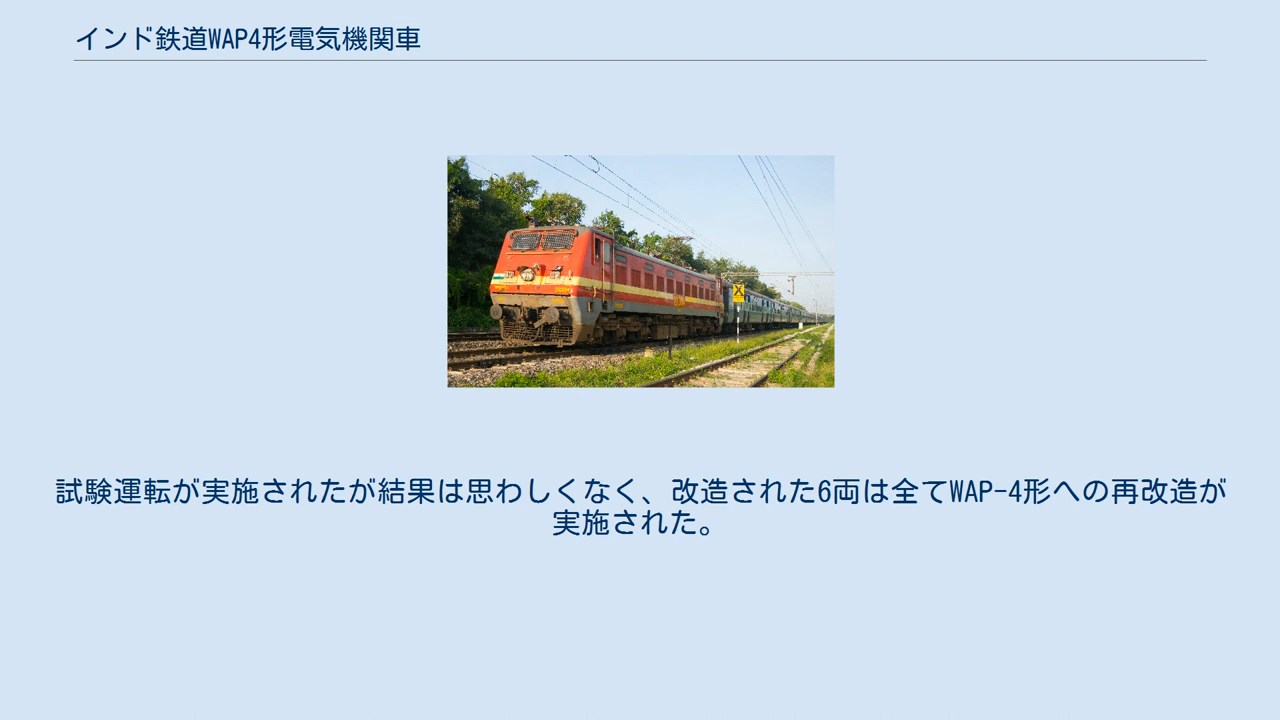 インド鉄道WAP4形電気機関車
試験運転が実施されたが結果は思わしくなく、改造された6両は全てWAP-4形への再改造が
実施された。